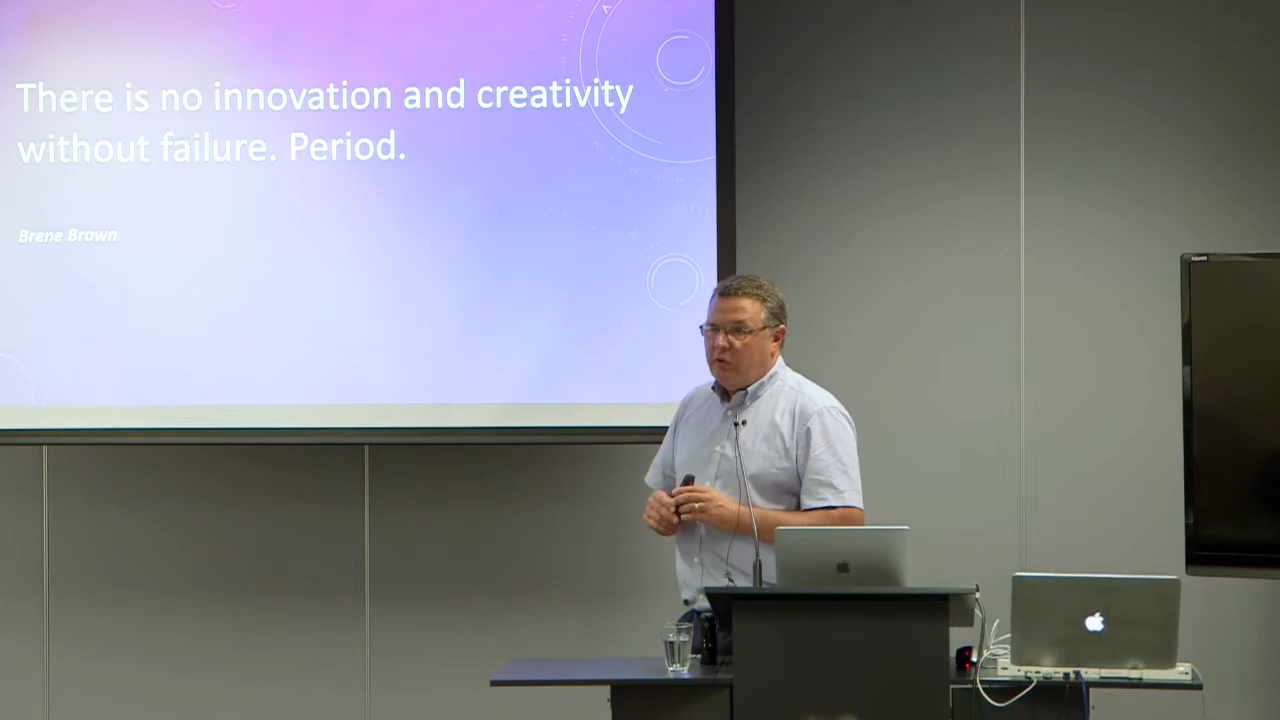 There is no innovation and creativity
without failure. Period.
Brene Brown